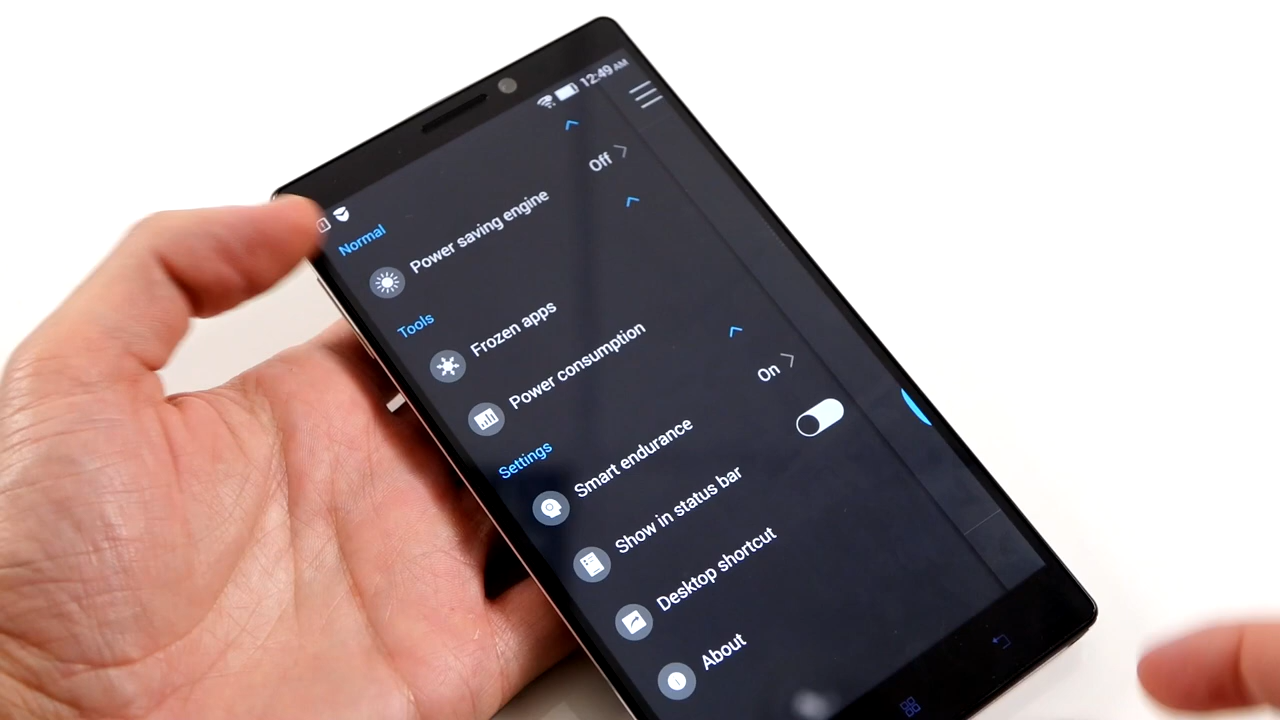 12:49 AM
Normal
Power saving engine Off
Tools
Frozen apps
Power consumption
Settings
Smart endurance On
Show in status bar
Desktop shortcut
About